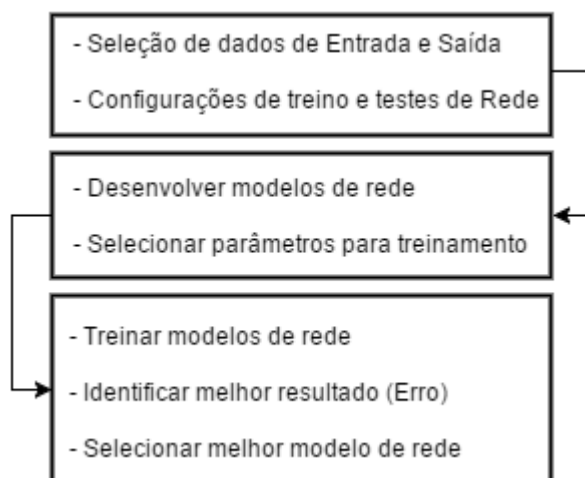 - Seleção de dados de Entrada e Saída
- Configurações de treino e testes de Rede
- Desenvolver modelos de rede
- Selecionar parâmetros para treinamento
- Treinar modelos de rede
- Identificar melhor resultado (Erro)
- Selecionar melhor modelo de rede